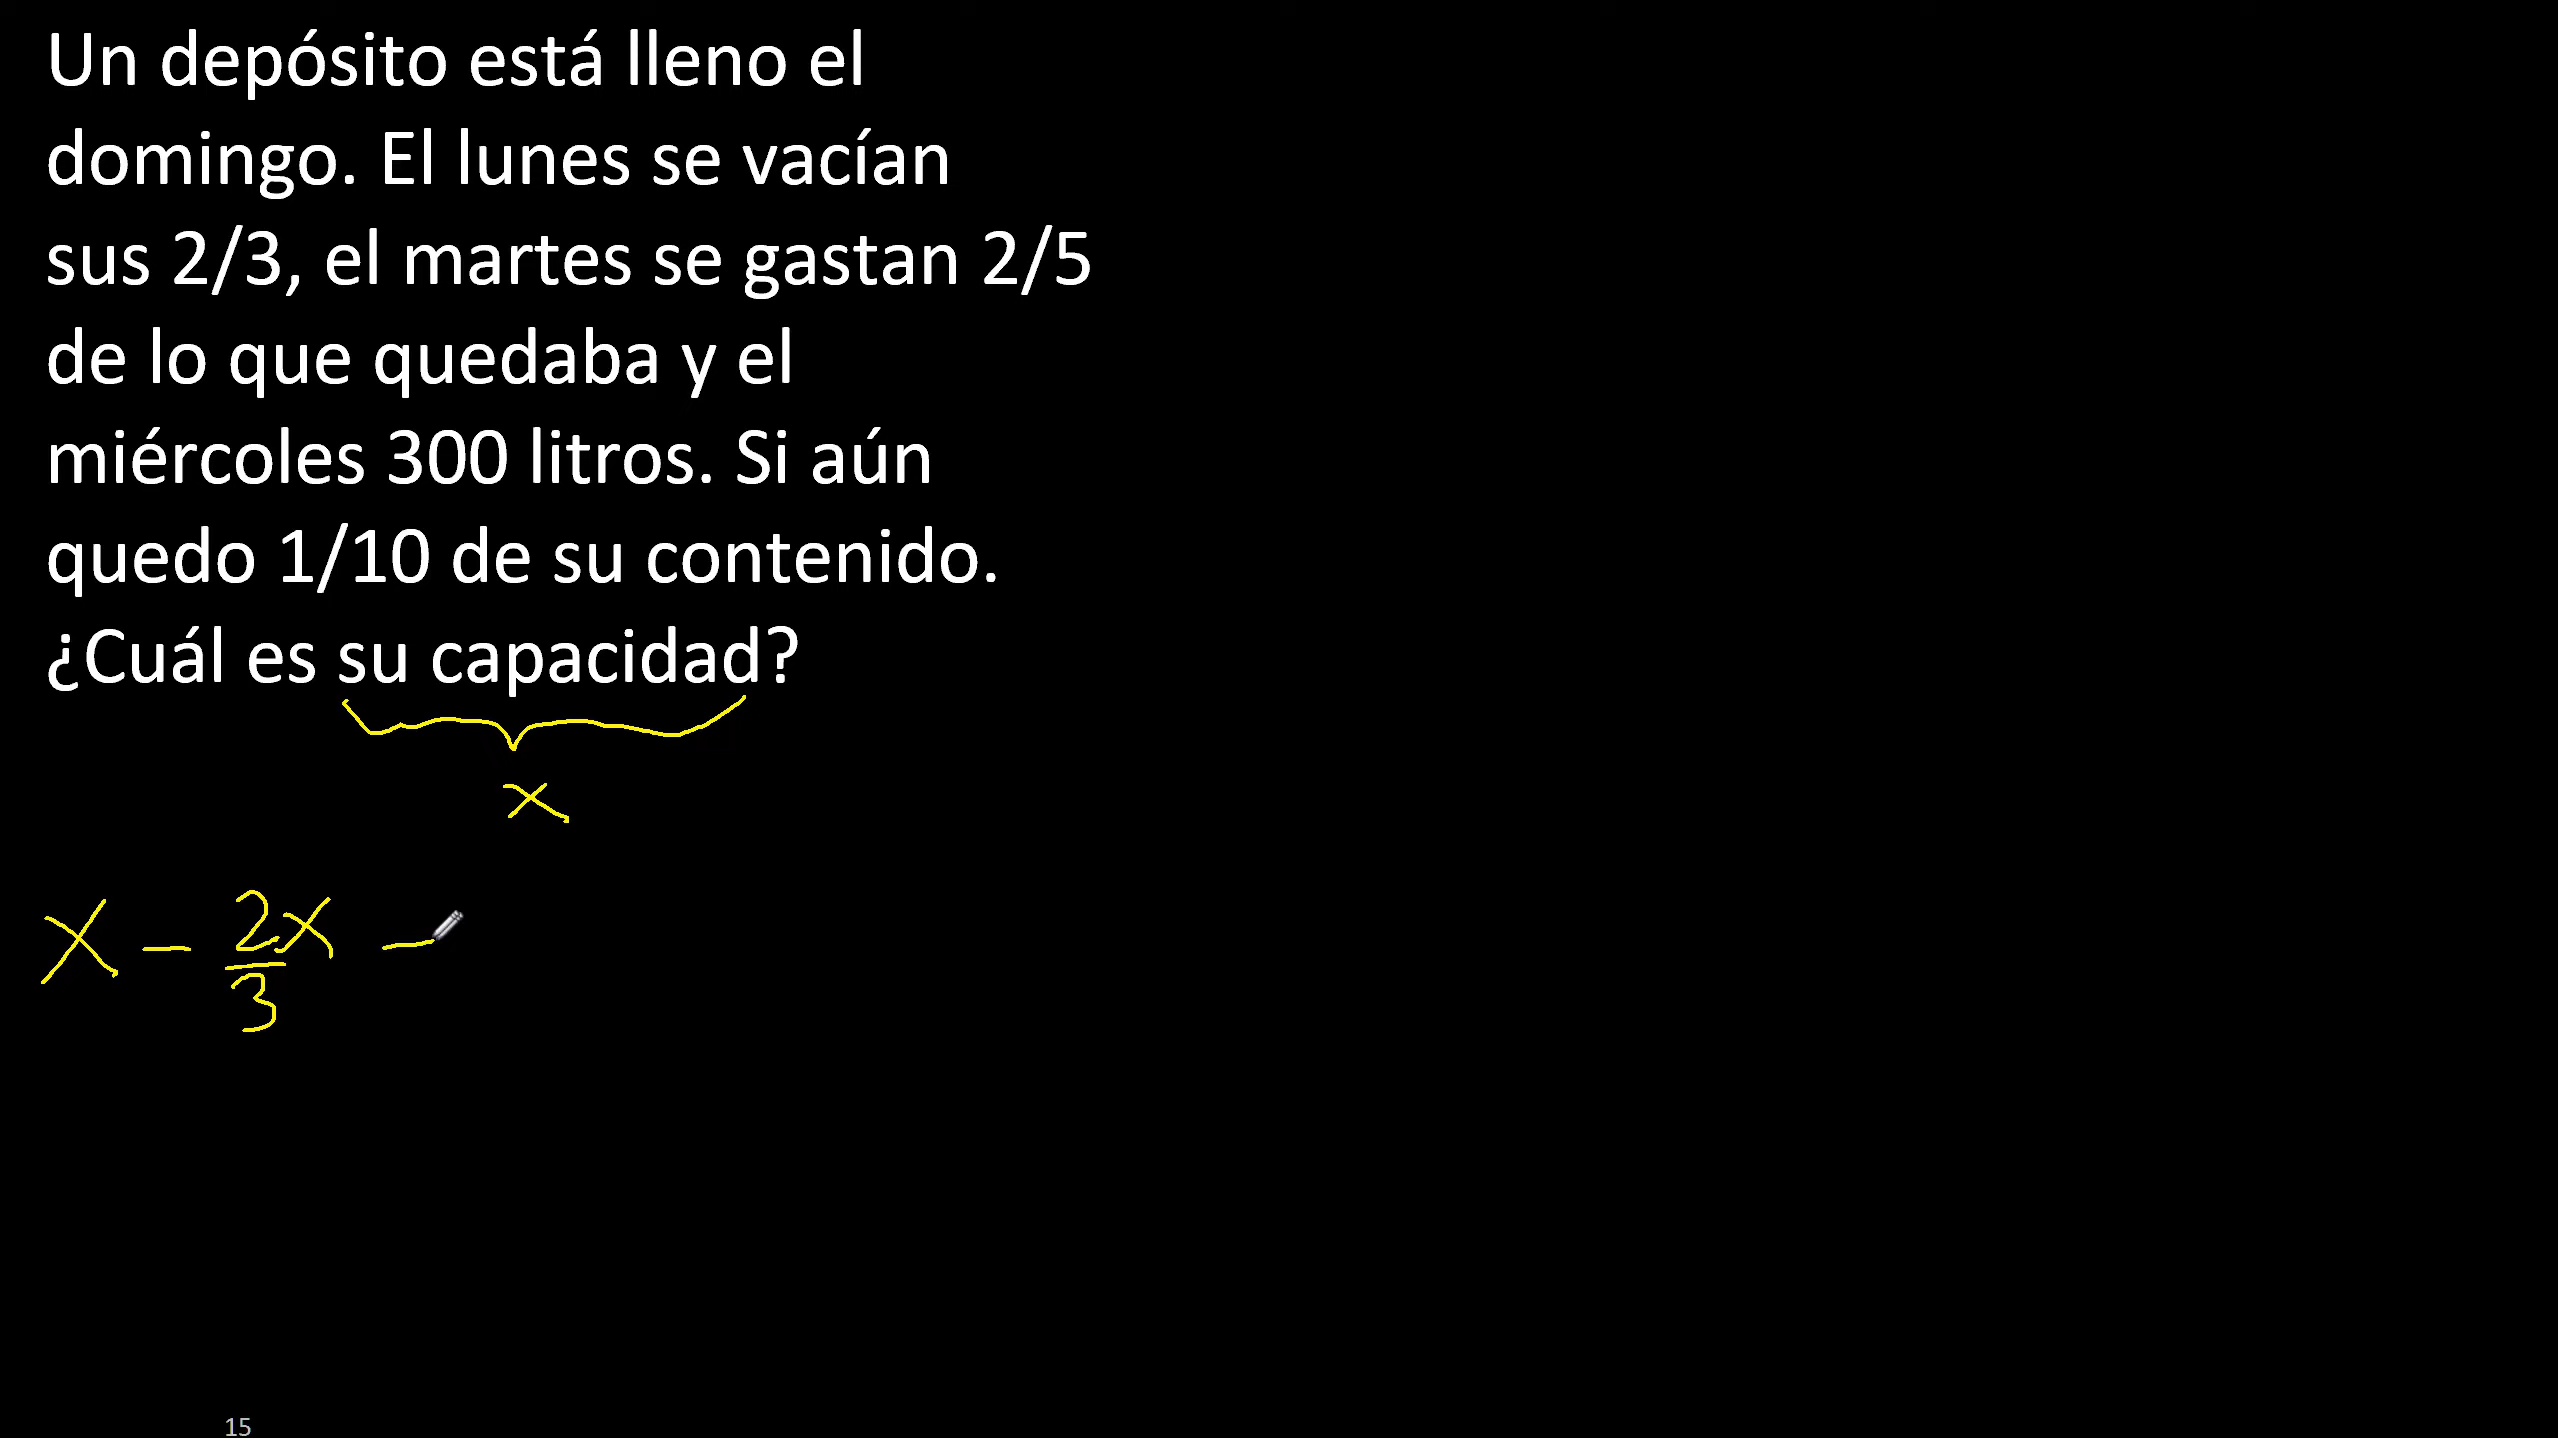 Un depósito está lleno el
domingo. El lunes se vacían
sus 2/3, el martes se gastan 2/5
de lo que quedaba y el
miércoles 300 litros. Si aún
quedo 1/10 de su contenido.
¿Cuál es su capacidad?
x
x - 2x/3 -
15